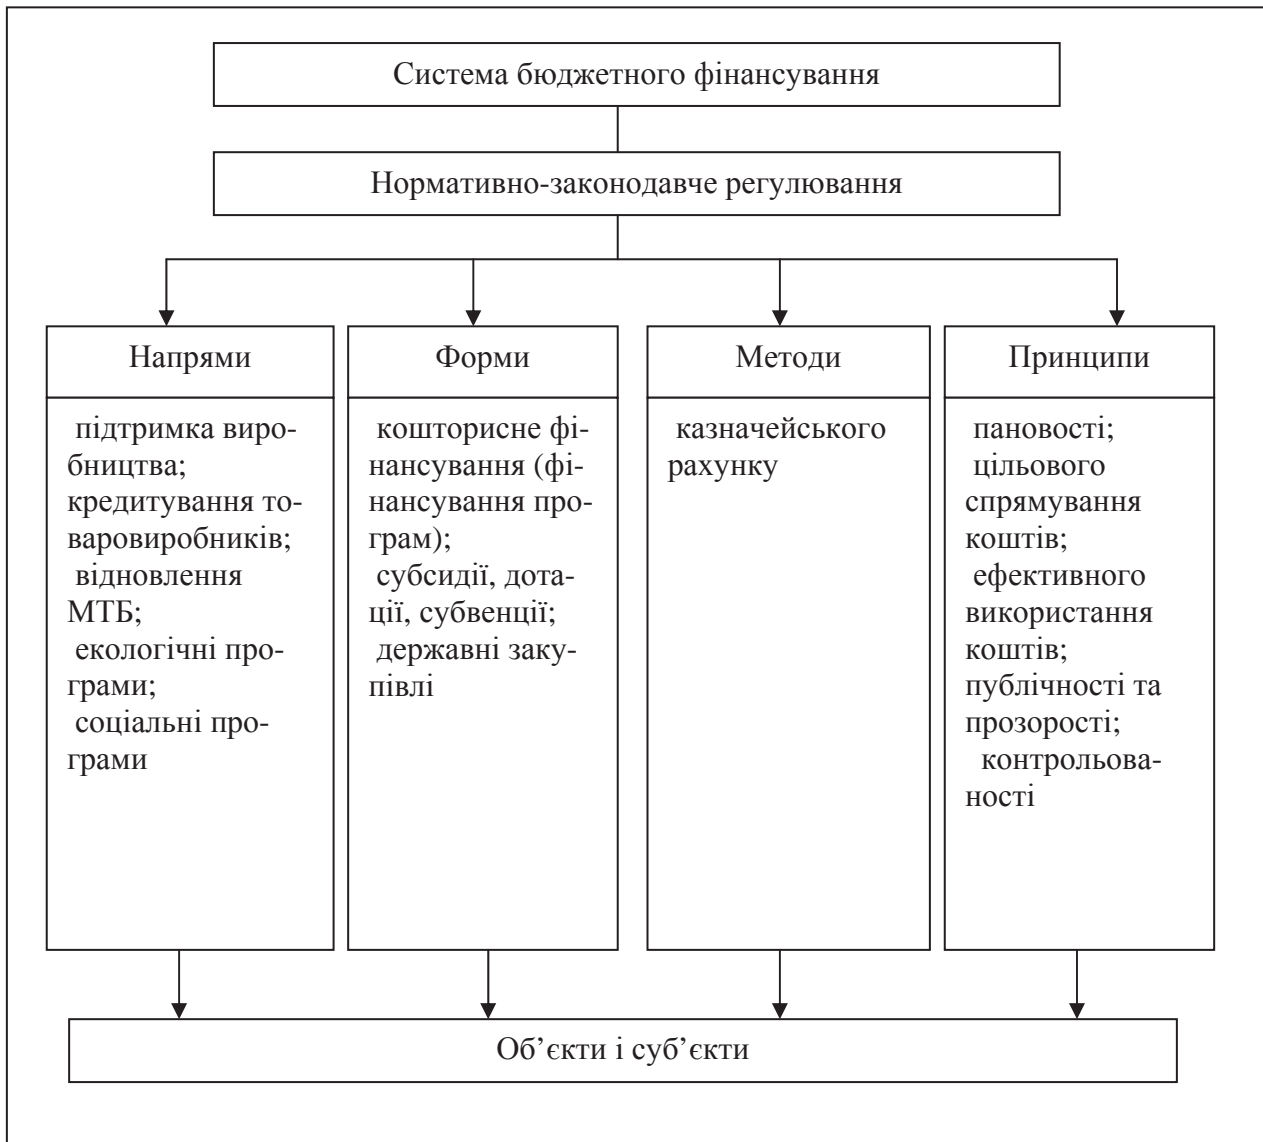 Система бюджетного фінансування
Нормативно-законодавче регулювання
Напрями
підтримка виро-
бництва;
кредитування то-
варовиробників;
відновлення
МТБ;
екологічні про-
грами;
соціальні про-
грами
Форми
кошторисне фі-
нансування (фі-
нансування про-
грам);
субсидії, дота-
ції, субвенції;
державні заку-
півлі
Методи
казначейського
рахунку
Принципи
пановості;
цільового
спрямування
коштів;
ефективного
використання
коштів;
публічності та
прозорості;
контрольова-
ності
Об’єкти і суб’єкти